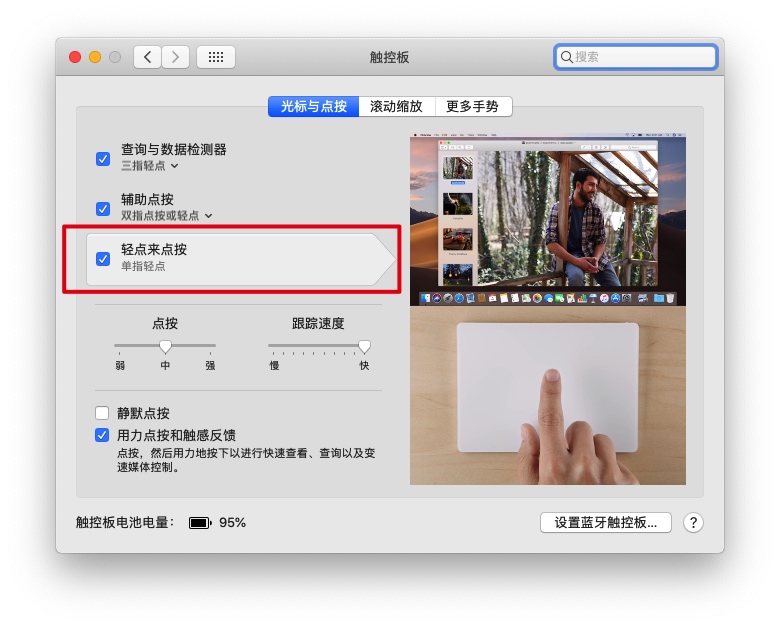 触控板
搜索
光标与点按
滚动缩放
更多手势
查询与数据检测器
三指轻点
辅助点按
双指点按或轻点
轻点来点按
单指轻点
点按
跟踪速度
弱
中
强
慢
快
静默点按
用力点按和触感反馈
点按，然后用力地按下以进行快速查看、查询以及变
速媒体控制。
触控板电池电量：
95%
设置蓝牙触控板...
?